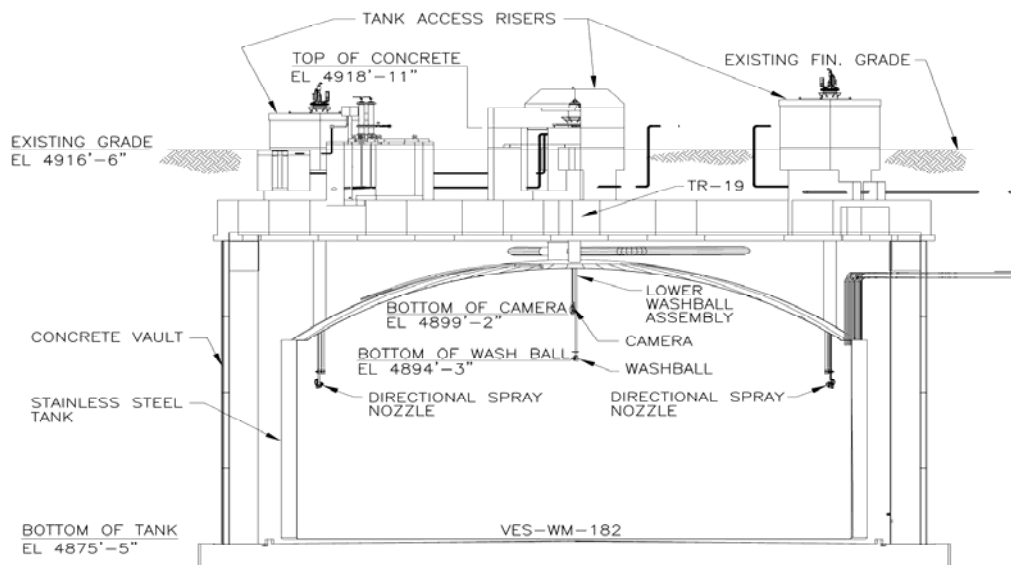 TANK ACCESS RISERS
TOP OF CONCRETE
EL 4918'-11"
EXISTING FIN. GRADE
EXISTING GRADE
EL 4916'-6"
TR-19
LOWER
WASHBALL
ASSEMBLY
BOTTOM OF CAMERA
EL 4899'-2"
CAMERA
CONCRETE VAULT
BOTTOM OF WASH BALL
EL 4894'-3"
WASHBALL
DIRECTIONAL SPRAY
NOZZLE
DIRECTIONAL SPRAY
NOZZLE
STAINLESS STEEL
TANK
BOTTOM OF TANK
EL 4875'-5"
VES-WM-182